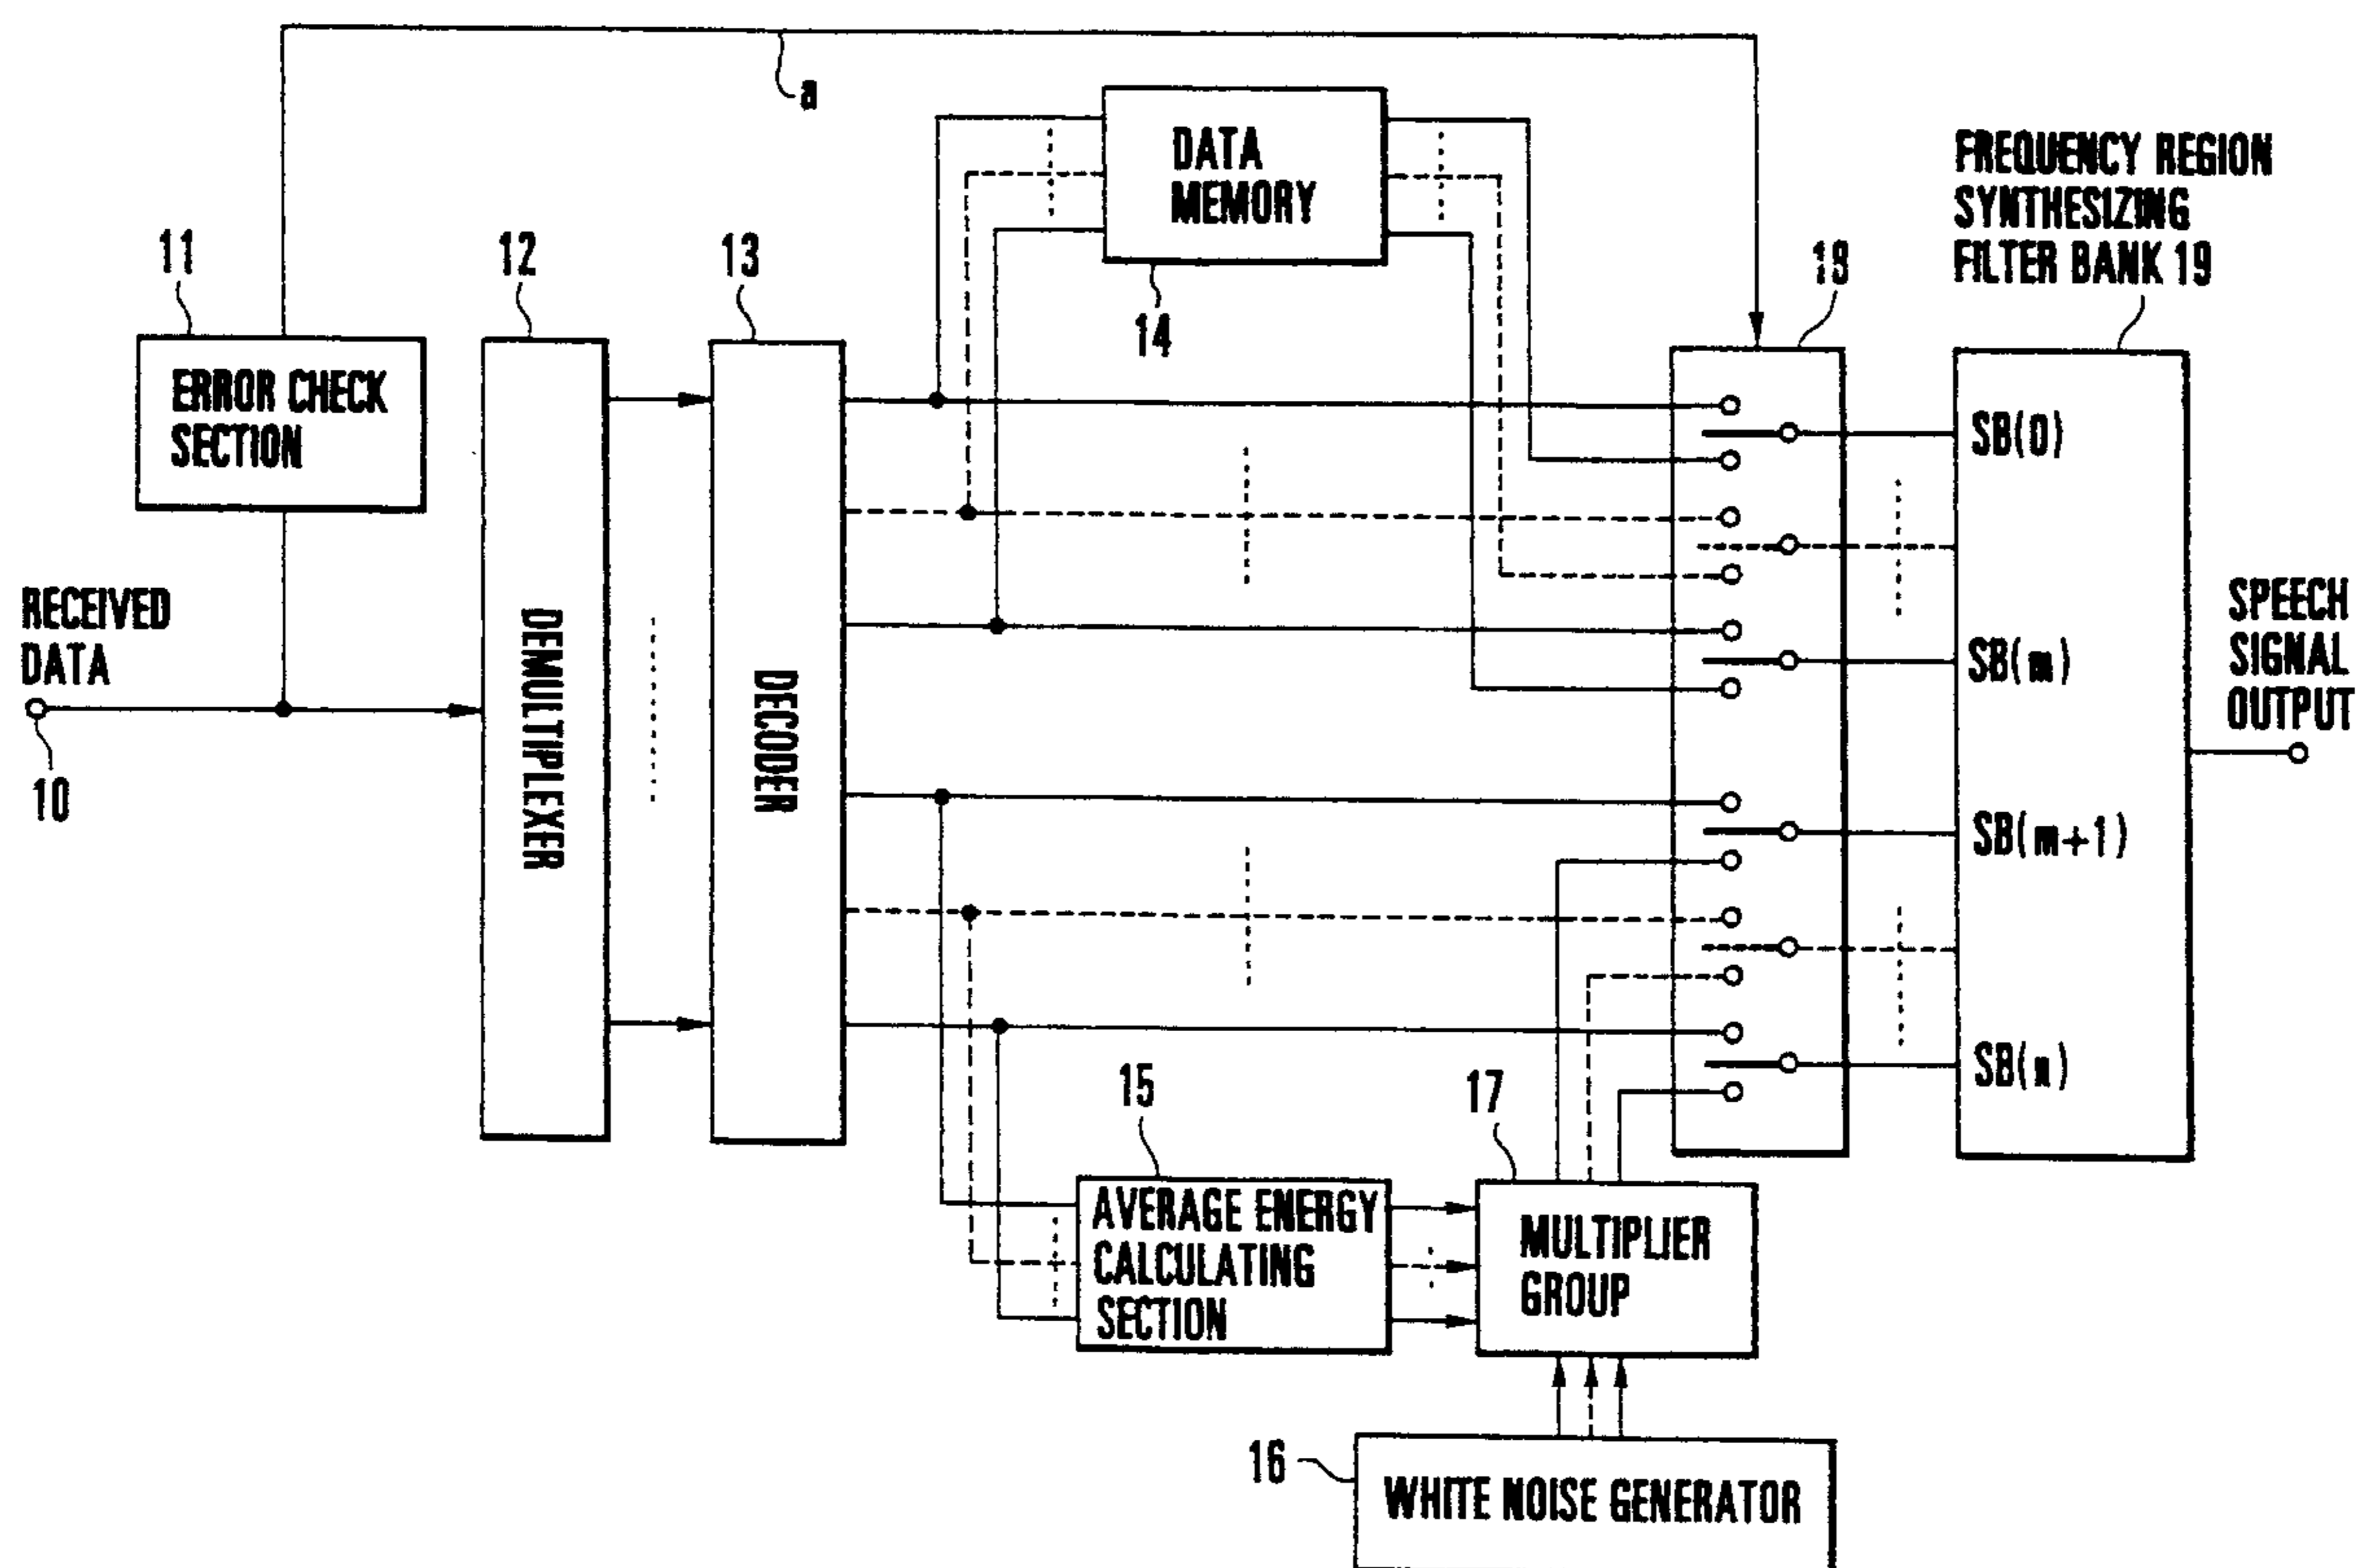 a
DATA
MEMORY
14
FREQUENCY REGION
SYNTHESIZING
FILTER BANK 19
11
12
13
19
ERROR CHECK
SECTION
RECEIVED
DATA
10
DEMULTIPLEXER
DECODER
SB(0)
SB(m)
SB(m+1)
SB(n)
SPEECH
SIGNAL
OUTPUT
15
AVERAGE ENERGY
CALCULATING
SECTION
17
MULTIPLIER
GROUP
16
WHITE NOISE GENERATOR